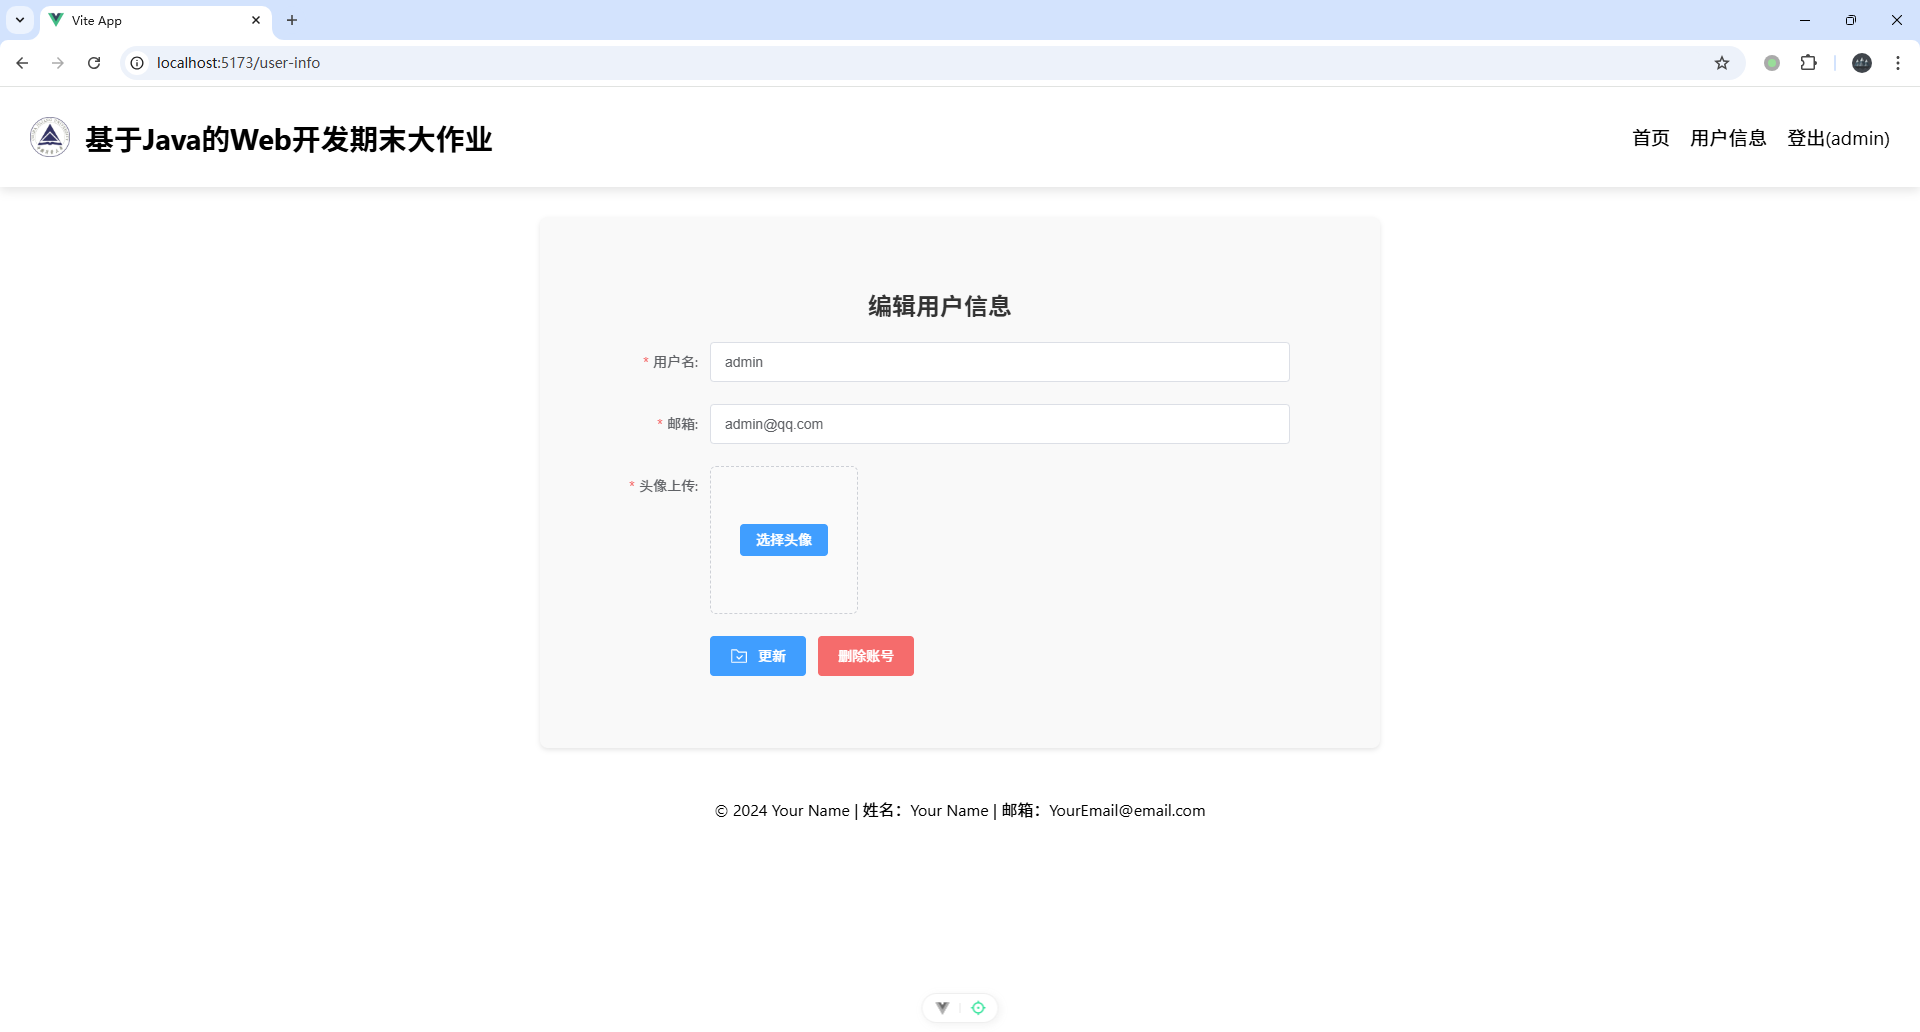 Vite App
localhost:5173/user-info
基于Java的Web开发期末大作业
首页 用户信息 登出(admin)
编辑用户信息
* 用户名: admin
* 邮箱: admin@qq.com
* 头像上传:
选择头像
更新 删除账号
© 2024 Your Name | 姓名：Your Name | 邮箱：YourEmail@email.com